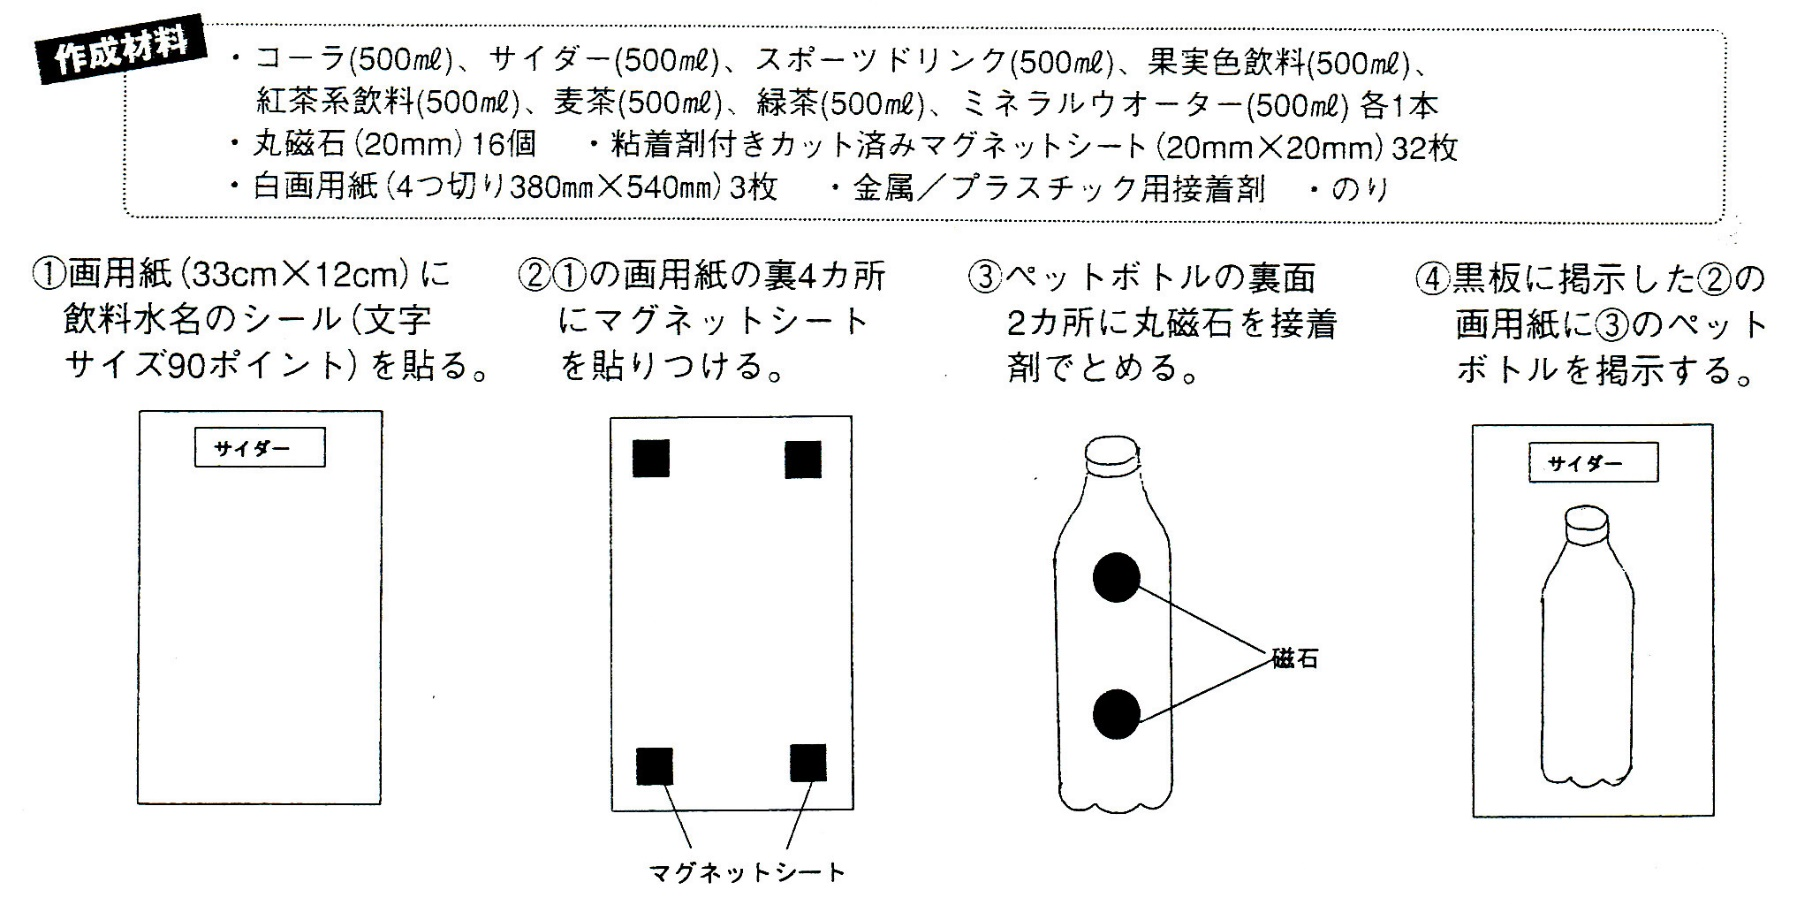 作成材料
・コーラ(500㎖)、サイダー(500㎖)、スポーツドリンク(500㎖)、果実色飲料(500㎖)、
紅茶系飲料(500㎖)、麦茶(500㎖)、緑茶(500㎖)、ミネラルウオーター(500㎖) 各1本
・丸磁石(20mm)16個　・粘着剤付きカット済みマグネットシート(20mm×20mm)32枚
・白画用紙(4つ切り380㎜×540㎜)3枚　・金属／プラスチック用接着剤　・のり
①画用紙(33cm×12cm)に
飲料水名のシール(文字
サイズ90ポイント)を貼る。
サイダー
②①の画用紙の裏4カ所
にマグネットシート
を貼りつける。
マグネットシート
③ペットボトルの裏面
2カ所に丸磁石を接着
剤でとめる。
磁石
④黒板に掲示した②の
画用紙に③のペット
ボトルを掲示する。
サイダー